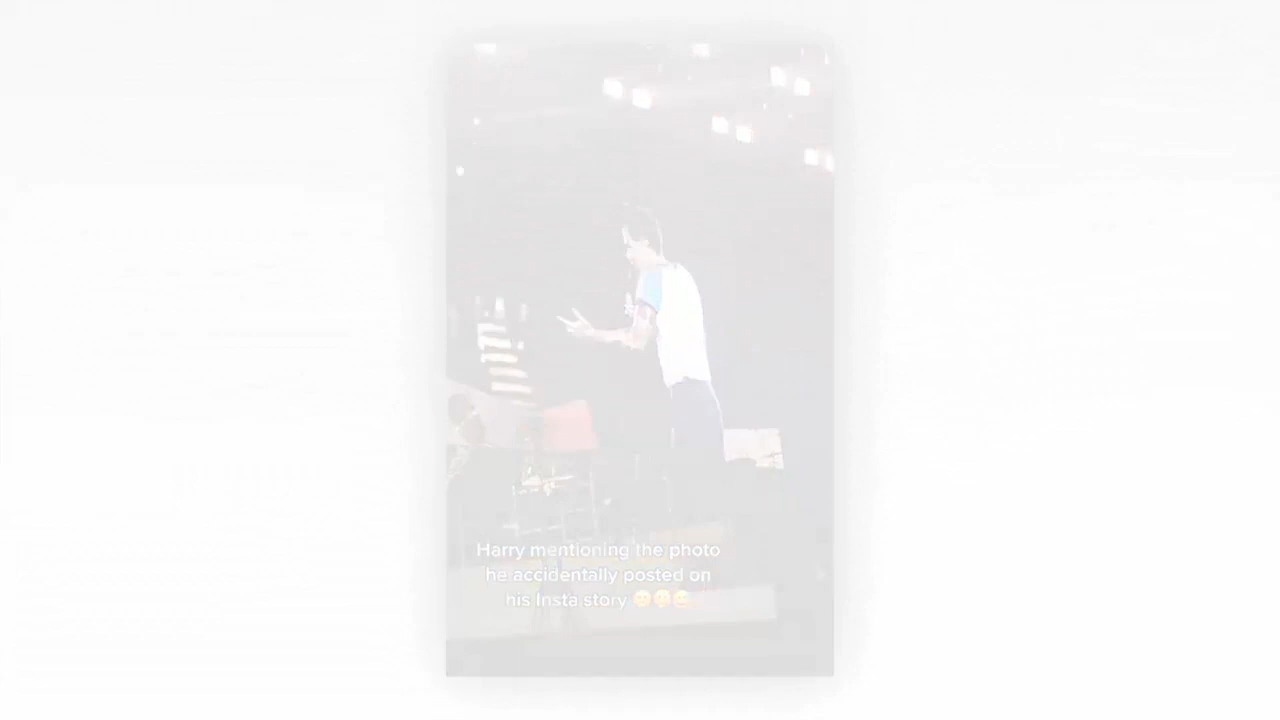 Harry mentioning the photo
he accidentally posted on
his Insta story 🙂🤭😅